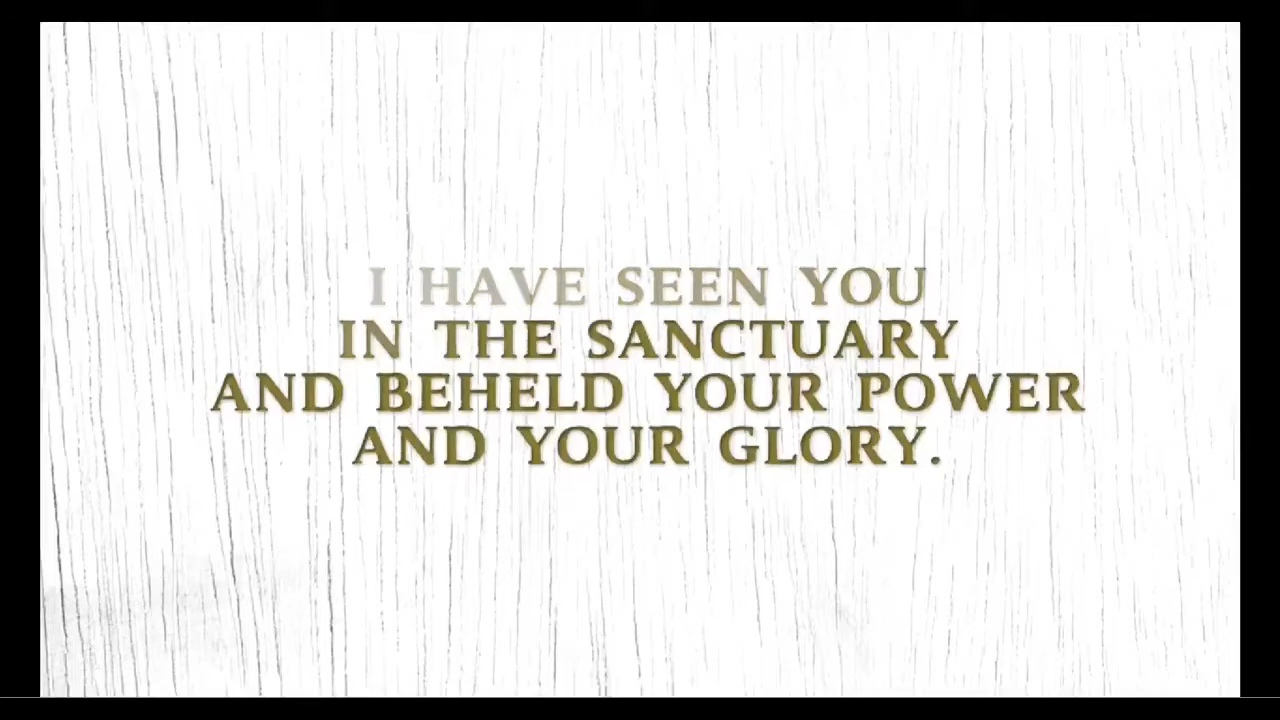 I HAVE SEEN YOU
IN THE SANCTUARY
AND BEHELD YOUR POWER
AND YOUR GLORY.